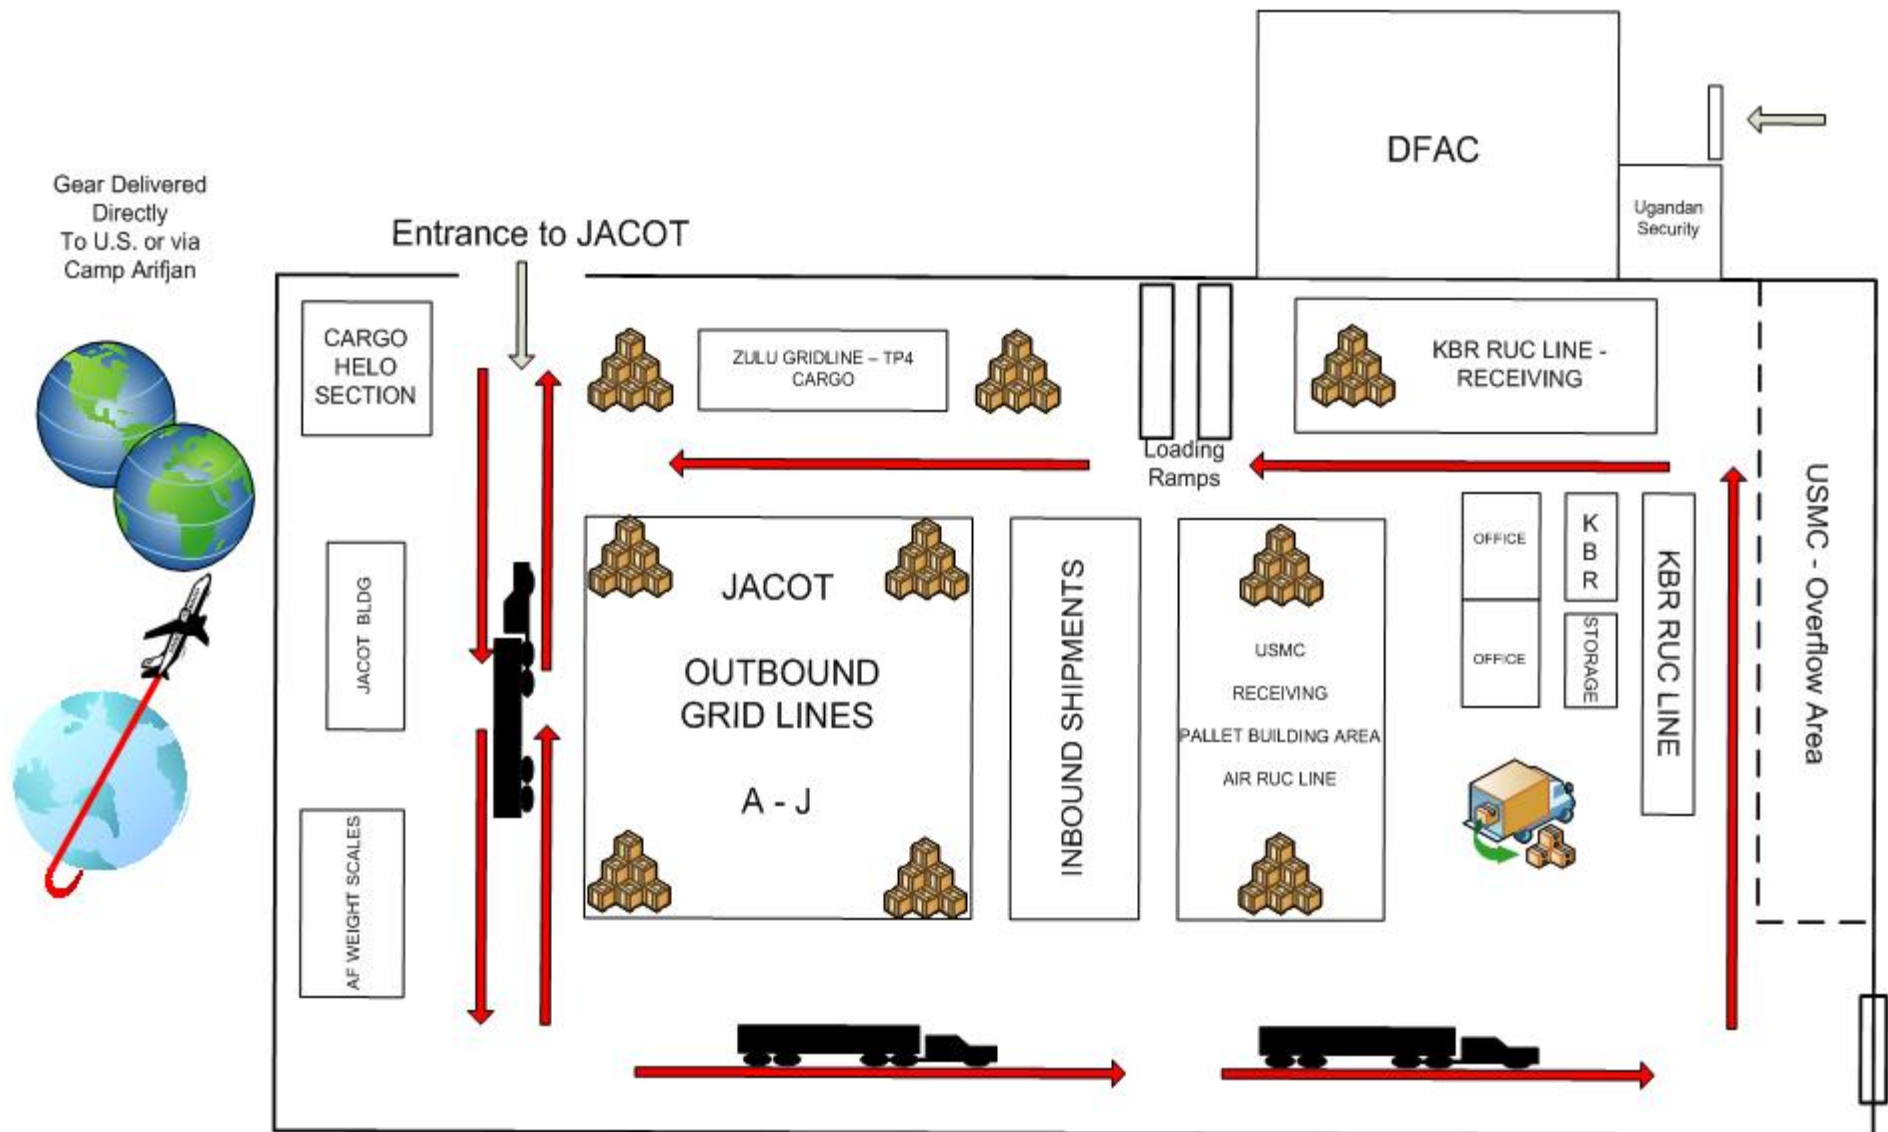 DFAC
Gear Delivered
Directly
To U.S. or via
Camp Arifjan
Ugandan
Security
Entrance to JACOT
CARGO
HELO
SECTION
ZULU GRIDLINE – TP4
CARGO
KBR RUC LINE -
RECEIVING
Loading
Ramps
JACOT BLDG
AF WEIGHT SCALES
JACOT
OUTBOUND
GRID LINES
A - J
INBOUND SHIPMENTS
USMC
RECEIVING
PALLET BUILDING AREA
AIR RUC LINE
OFFICE
OFFICE
K
B
R
STORAGE
KBR RUC LINE
USMC - Overflow Area